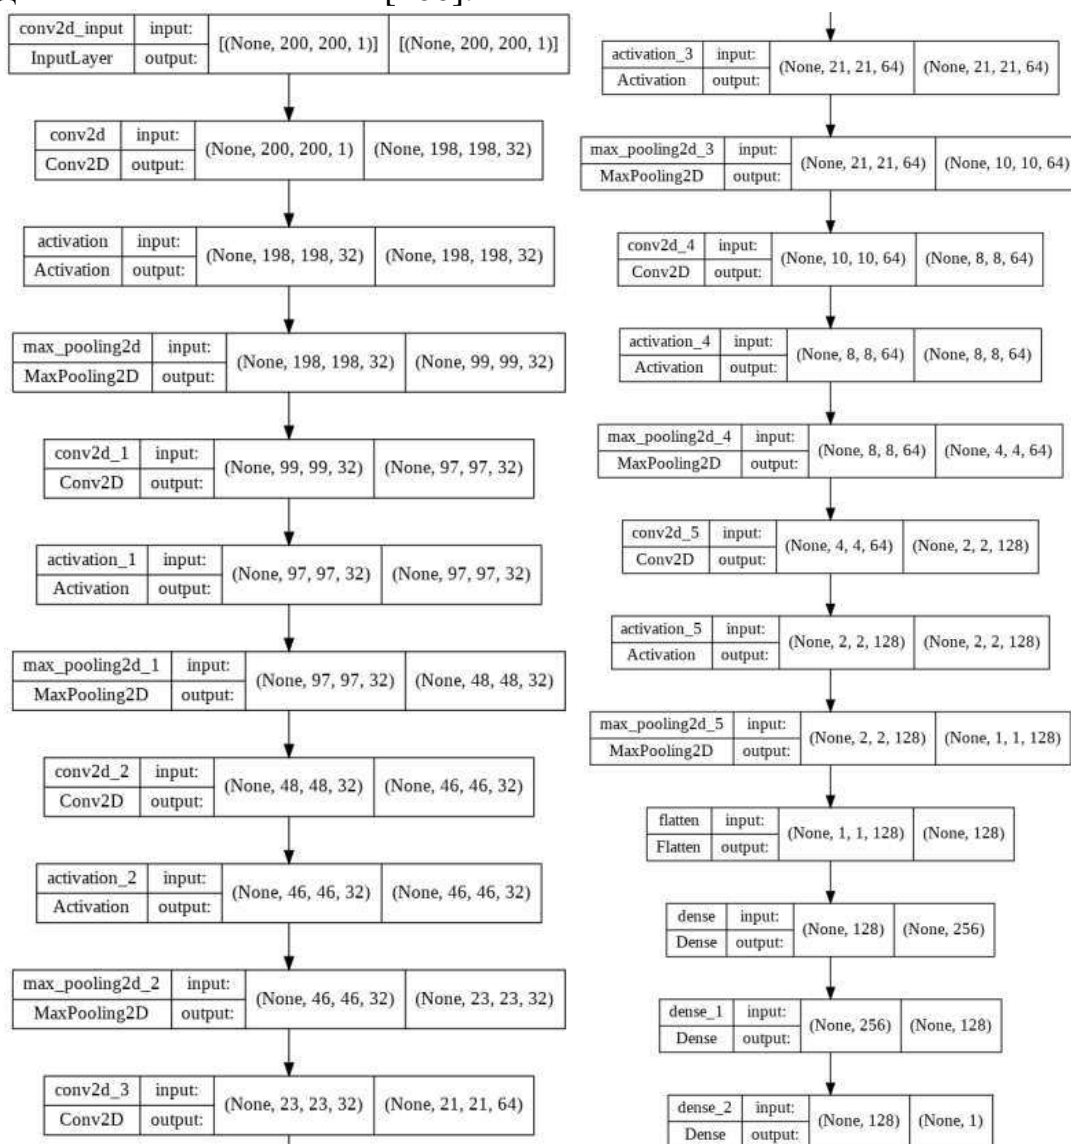 conv2d_input input: [(None, 200, 200, 1)] [(None, 200, 200, 1)]
InputLayer output:
conv2d input: (None, 200, 200, 1) (None, 198, 198, 32)
Conv2D output:
activation input: (None, 198, 198, 32) (None, 198, 198, 32)
Activation output:
max_pooling2d input: (None, 198, 198, 32) (None, 99, 99, 32)
MaxPooling2D output:
conv2d_1 input: (None, 99, 99, 32) (None, 97, 97, 32)
Conv2D output:
activation_1 input: (None, 97, 97, 32) (None, 97, 97, 32)
Activation output:
max_pooling2d_1 input: (None, 97, 97, 32) (None, 48, 48, 32)
MaxPooling2D output:
conv2d_2 input: (None, 48, 48, 32) (None, 46, 46, 32)
Conv2D output:
activation_2 input: (None, 46, 46, 32) (None, 46, 46, 32)
Activation output:
max_pooling2d_2 input: (None, 46, 46, 32) (None, 23, 23, 32)
MaxPooling2D output:
conv2d_3 input: (None, 23, 23, 32) (None, 21, 21, 64)
Conv2D output:
activation_3 input: (None, 21, 21, 64) (None, 21, 21, 64)
Activation output:
max_pooling2d_3 input: (None, 21, 21, 64) (None, 10, 10, 64)
MaxPooling2D output:
conv2d_4 input: (None, 10, 10, 64) (None, 8, 8, 64)
Conv2D output:
activation_4 input: (None, 8, 8, 64) (None, 8, 8, 64)
Activation output:
max_pooling2d_4 input: (None, 8, 8, 64) (None, 4, 4, 64)
MaxPooling2D output:
conv2d_5 input: (None, 4, 4, 64) (None, 2, 2, 128)
Conv2D output:
activation_5 input: (None, 2, 2, 128) (None, 2, 2, 128)
Activation output:
max_pooling2d_5 input: (None, 2, 2, 128) (None, 1, 1, 128)
MaxPooling2D output:
flatten input: (None, 1, 1, 128) (None, 128)
Flatten output:
dense input: (None, 128) (None, 256)
Dense output:
dense_1 input: (None, 256) (None, 128)
Dense output:
dense_2 input: (None, 128) (None, 1)
Dense output: